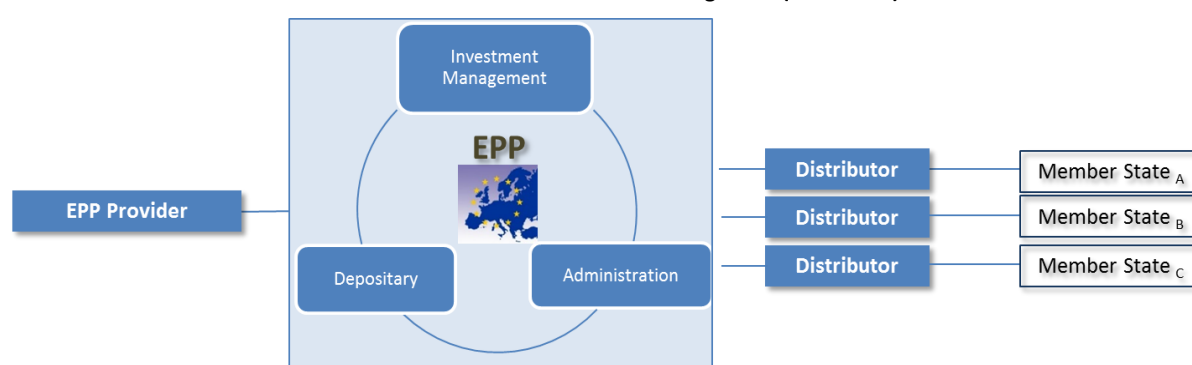 Investment
Management
EPP
EPP Provider
Depositary
Administration
Distributor
Member State A
Distributor
Member State B
Distributor
Member State C